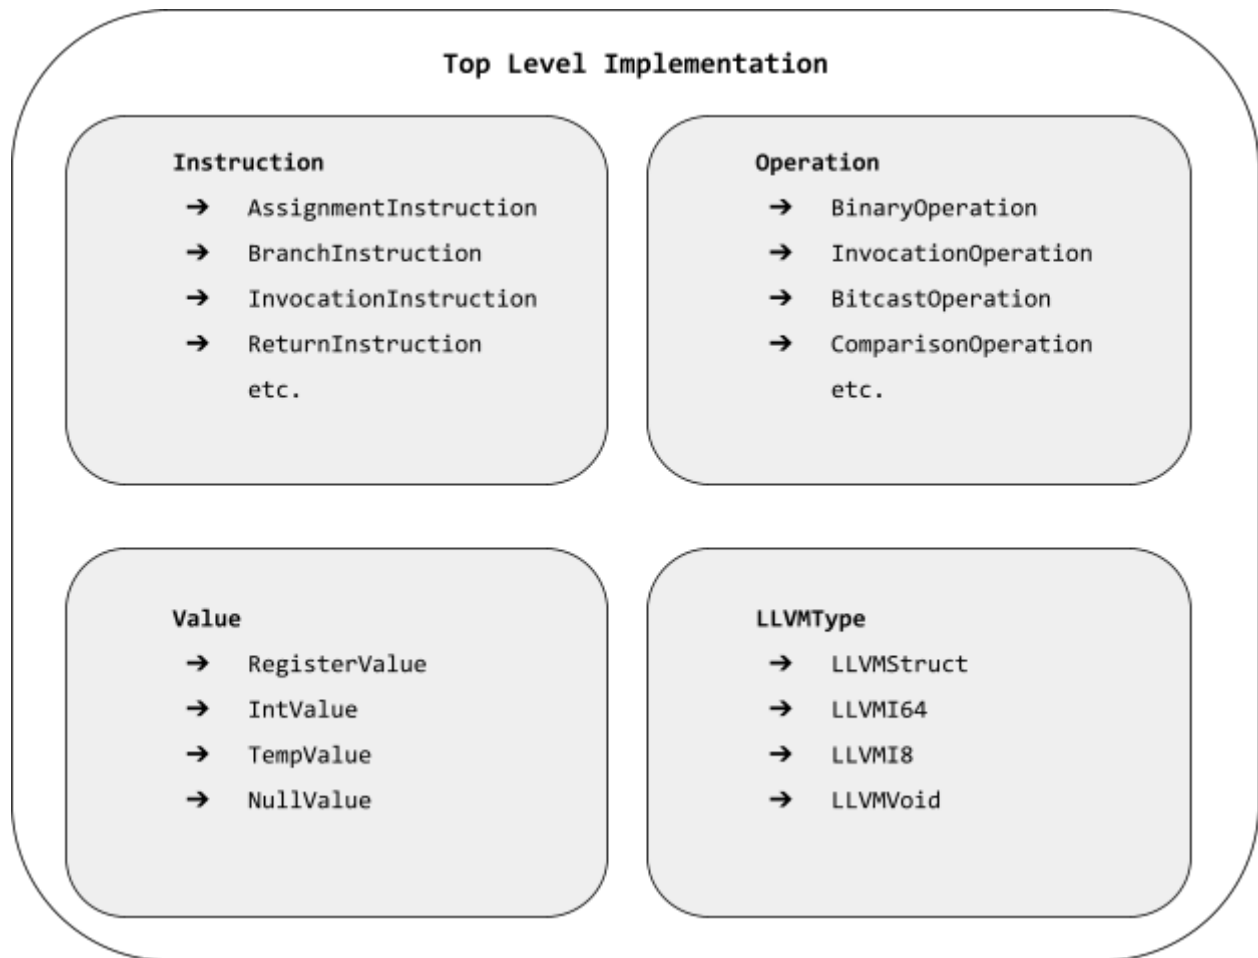 Top Level Implementation
Instruction
➔ AssignmentInstruction
➔ BranchInstruction
➔ InvocationInstruction
➔ ReturnInstruction
etc.
Operation
➔ BinaryOperation
➔ InvocationOperation
➔ BitcastOperation
➔ ComparisonOperation
etc.
Value
➔ RegisterValue
➔ IntValue
➔ TempValue
➔ NullValue
LLVMType
➔ LLVMStruct
➔ LLVMI64
➔ LLVMI8
➔ LLVMVoid